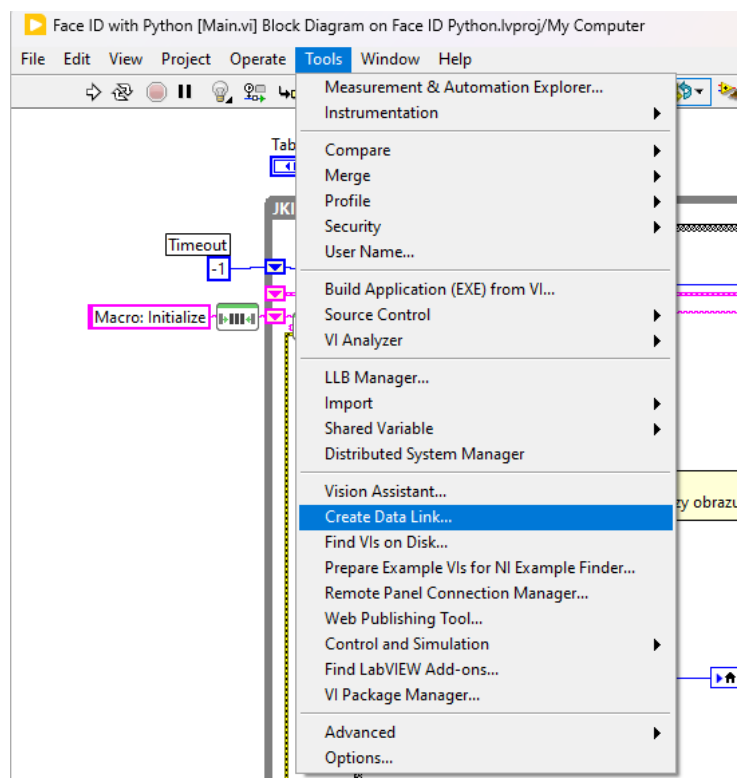 Face ID with Python [Main.vi] Block Diagram on Face ID Python.lvproj/My Computer
File Edit View Project Operate Tools Window Help
Measurement & Automation Explorer...
Instrumentation
Tab
Compare
Merge
Profile
JKI
Security
Timeout
User Name...
-1
Build Application (EXE) from VI...
Macro: Initialize
Source Control
VI Analyzer
LLB Manager...
Import
Shared Variable
Distributed System Manager
Vision Assistant...
zy obrazu
Create Data Link...
Find VIs on Disk...
Prepare Example VIs for NI Example Finder...
Remote Panel Connection Manager...
Web Publishing Tool...
Control and Simulation
Find LabVIEW Add-ons...
VI Package Manager...
Advanced
Options...